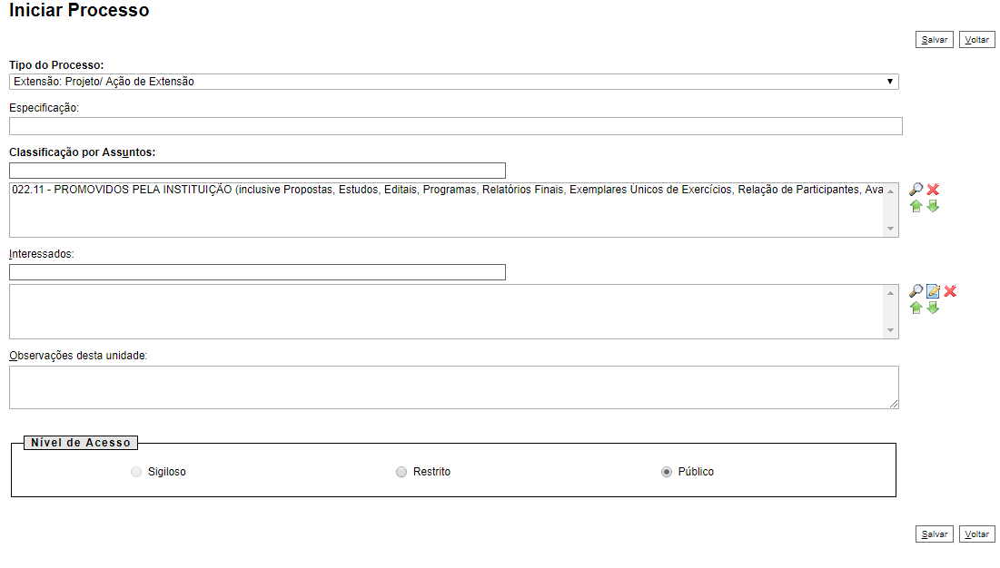 Iniciar Processo
Salvar Voltar
Tipo do Processo:
Extensão: Projeto/ Ação de Extensão
Especificação:
Classificação por Assuntos:
022.11 - PROMOVIDOS PELA INSTITUIÇÃO (inclusive Propostas, Estudos, Editais, Programas, Relatórios Finais, Exemplares Únicos de Exercícios, Relação de Participantes, Ava
Interessados:
Observações desta unidade:
Nível de Acesso
Sigiloso Restrito Público
Salvar Voltar